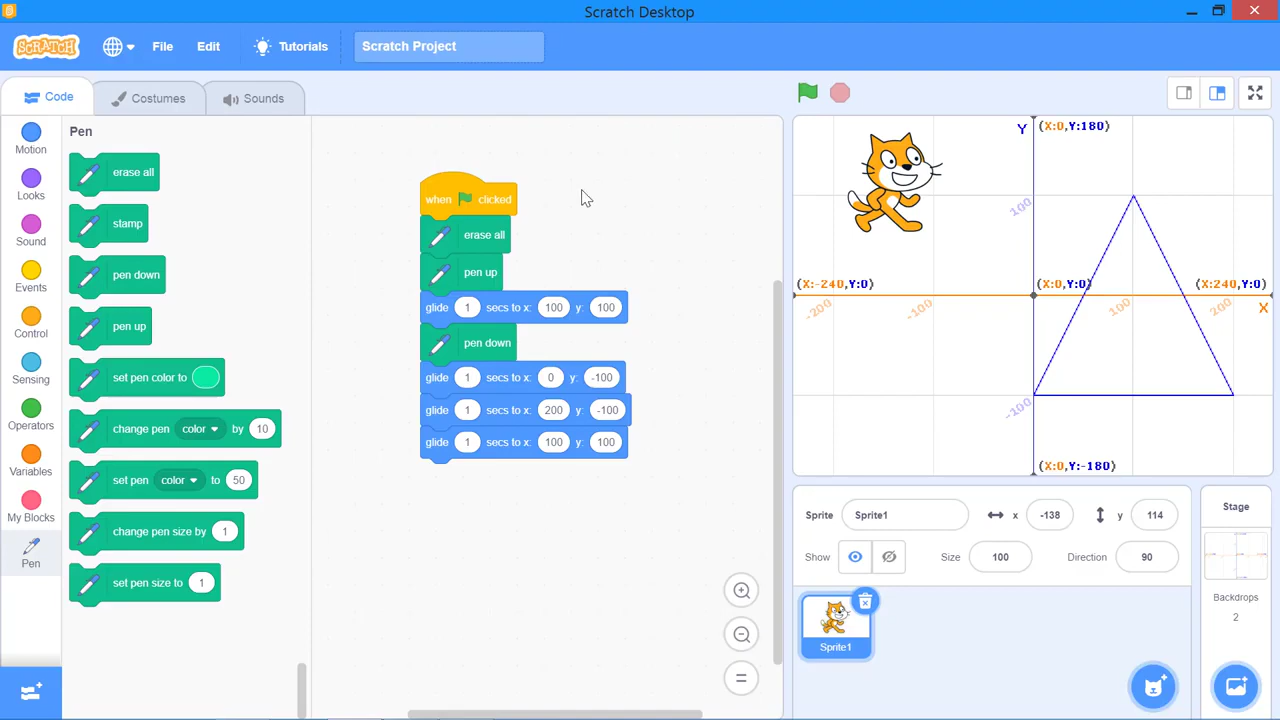 Scratch Desktop
SCRATCH File Edit Tutorials Scratch Project
Code Costumes Sounds
Motion
Looks
Sound
Events
Control
Sensing
Operators
Variables
My Blocks
Pen
Pen
erase all
stamp
pen down
pen up
set pen color to
change pen color by 10
set pen color to 50
change pen size by 1
set pen size to 1
when clicked
erase all
pen up
glide 1 secs to x: 100 y: 100
pen down
glide 1 secs to x: 0 y: -100
glide 1 secs to x: 200 y: -100
glide 1 secs to x: 100 y: 100
Y (X:0,Y:180)
100
(X:-240,Y:0) (X:0,Y:0) (X:240,Y:0)
-200 -100 100 200 X
-100
(X:0,Y:-180)
Sprite Sprite1 x -138 y 114
Show Size 100 Direction 90
Sprite1
Stage
Backdrops
2